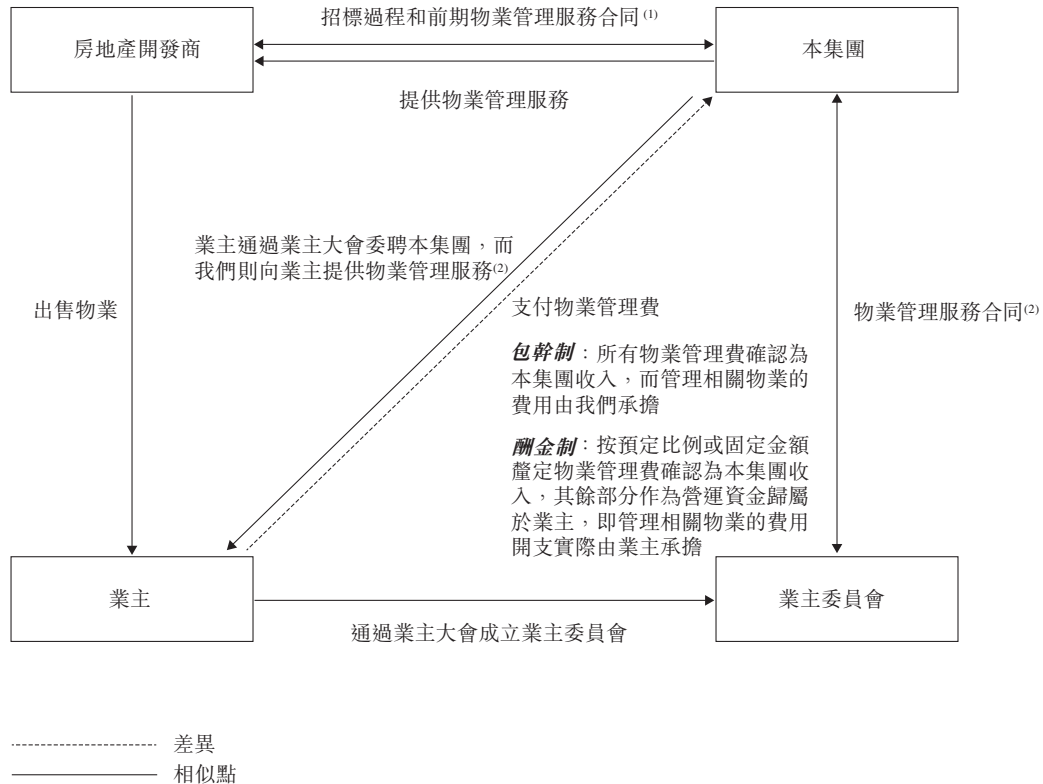 招標過程和前期物業管理服務合同(1)
房地產開發商
本集團
提供物業管理服務
業主通過業主大會委聘本集團，而
我們則向業主提供物業管理服務(2)
出售物業
支付物業管理費
物業管理服務合同(2)
包幹制：所有物業管理費確認為
本集團收入，而管理相關物業的
費用由我們承擔
酬金制：按預定比例或固定金額
釐定物業管理費確認為本集團收
入，其餘部分作為營運資金歸屬
於業主，即管理相關物業的費用
開支實際由業主承擔
業主
業主委員會
通過業主大會成立業主委員會
差異
相似點